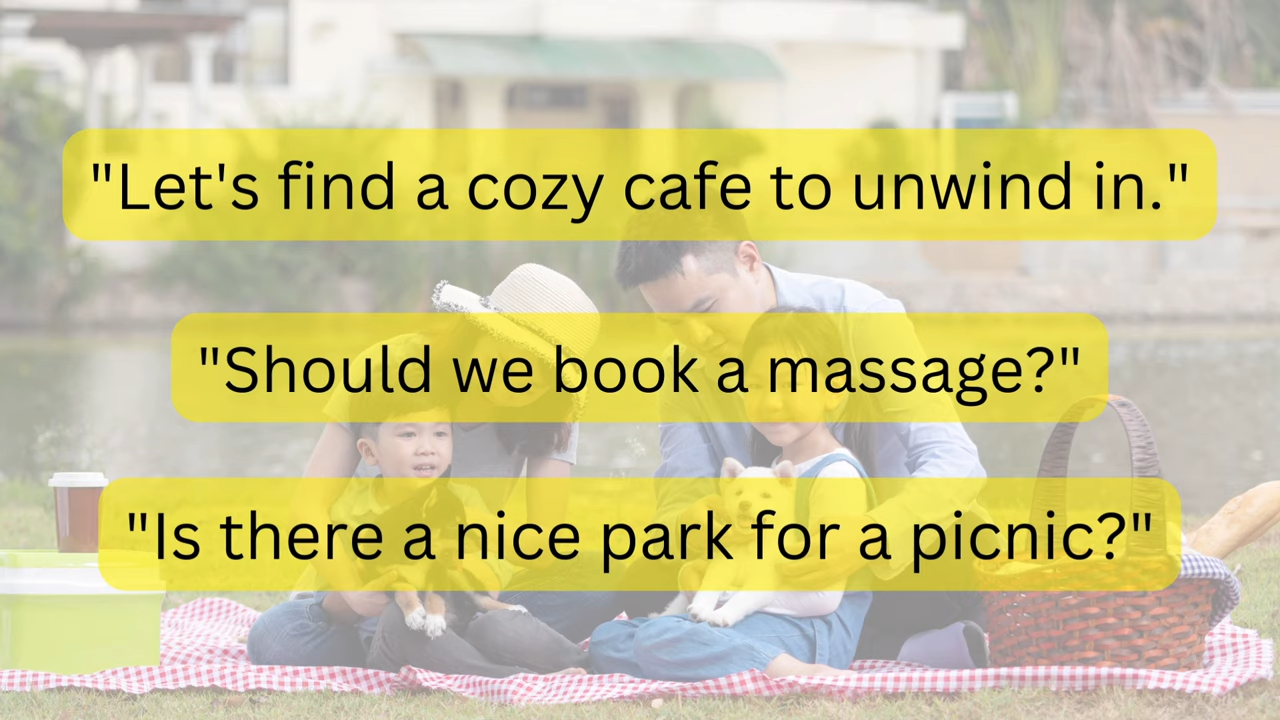 "Let's find a cozy cafe to unwind in."
"Should we book a massage?"
"Is there a nice park for a picnic?"